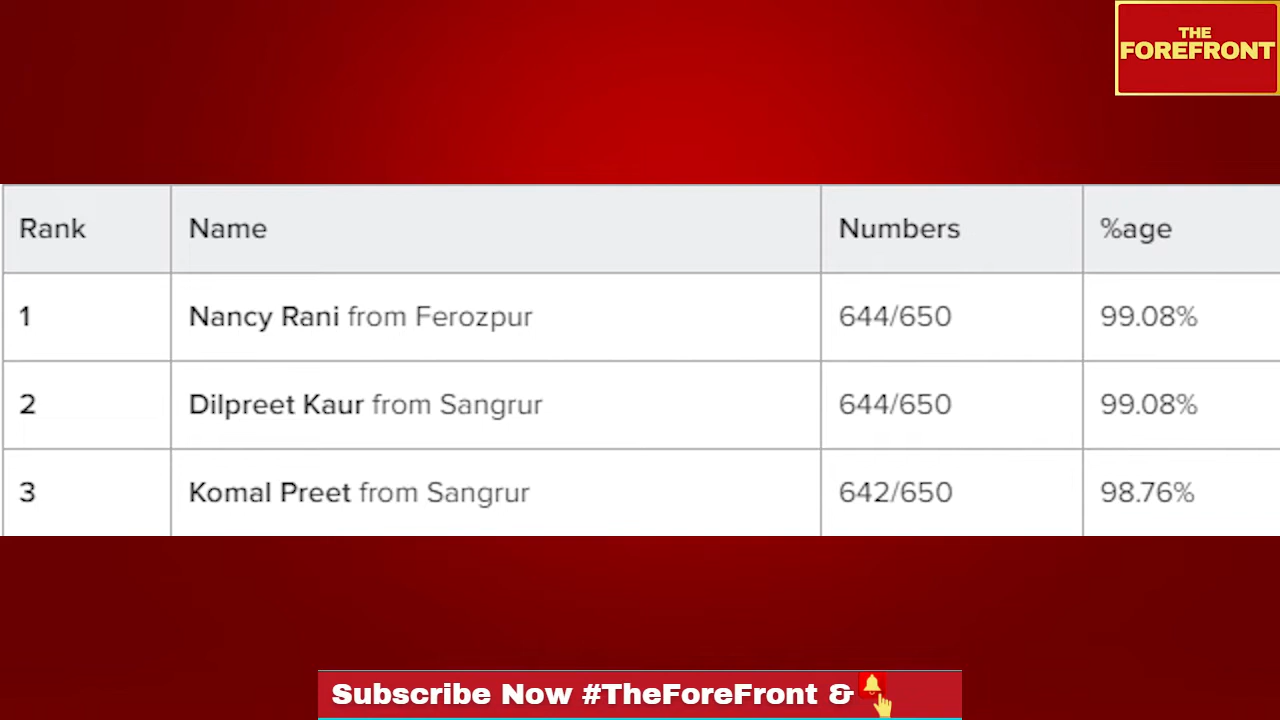 THE
FOREFRONT
Rank Name Numbers %age
1 Nancy Rani from Ferozpur 644/650 99.08%
2 Dilpreet Kaur from Sangrur 644/650 99.08%
3 Komal Preet from Sangrur 642/650 98.76%
Subscribe Now #TheForeFront &